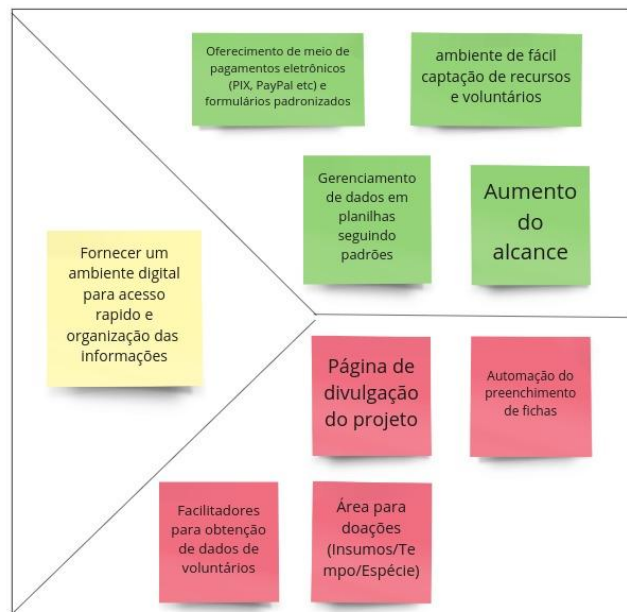 Oferecimento de meio de
pagamentos eletrônicos
(PIX, PayPal etc) e
formulários padronizados
ambiente de fácil
captação de recursos
e voluntários
Gerenciamento
de dados em
planilhas
seguindo
padrões
Aumento
do
alcance
Fornecer um
ambiente digital
para acesso
rapido e
organização das
informações
Página de
divulgação
do projeto
Automação do
preenchimento
de fichas
Facilitadores
para obtenção
de dados de
voluntários
Área para
doações
(Insumos/Te
mpo/Espécie)